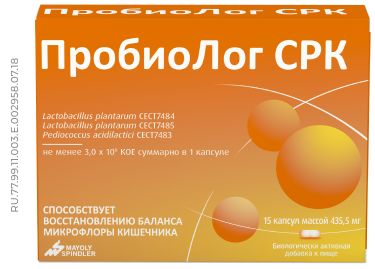 RU.77.99.11.003.E.002958.07.18
ПробиоЛог СРК
Lactobacillus plantarum CECT7484
Lactobacillus plantarum CECT7485
Pediococcus acidilactici CECT7483
не менее 3,0 х 10⁹ КОЕ суммарно в 1 капсуле
СПОСОБСТВУЕТ
ВОССТАНОВЛЕНИЮ БАЛАНСА
МИКРОФЛОРЫ КИШЕЧНИКА
15 капсул массой 435,5 мг
MAYOLY
SPINDLER
Биологически активная
добавка к пище